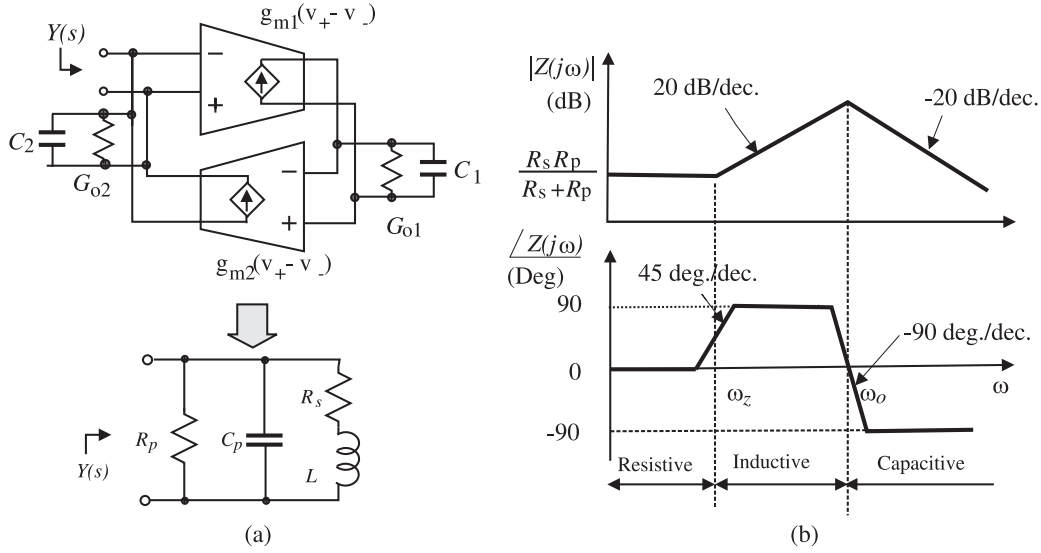 Y(s)
g_m1(v_+ - v_-)
−
+
C_2
G_o2
−
+
C_1
G_o1
g_m2(v_+ - v_-)
R_p
C_p
R_s
L
Y(s)
(a)
|Z(jω)|
(dB)
20 dB/dec.
-20 dB/dec.
R_s R_p
R_s + R_p
∠Z(jω)
(Deg)
45 deg./dec.
90
-90 deg./dec.
0
ω_z
ω_o
ω
-90
Resistive
Inductive
Capacitive
(b)